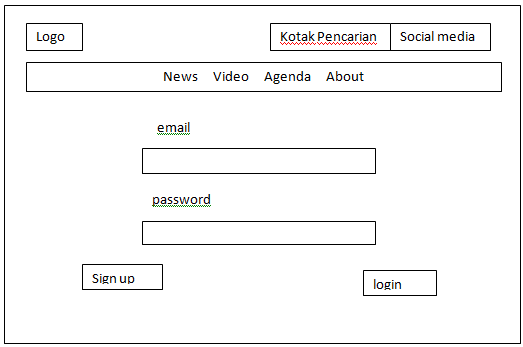 Logo
Kotak Pencarian
Social media
News Video Agenda About
email
password
Sign up
login